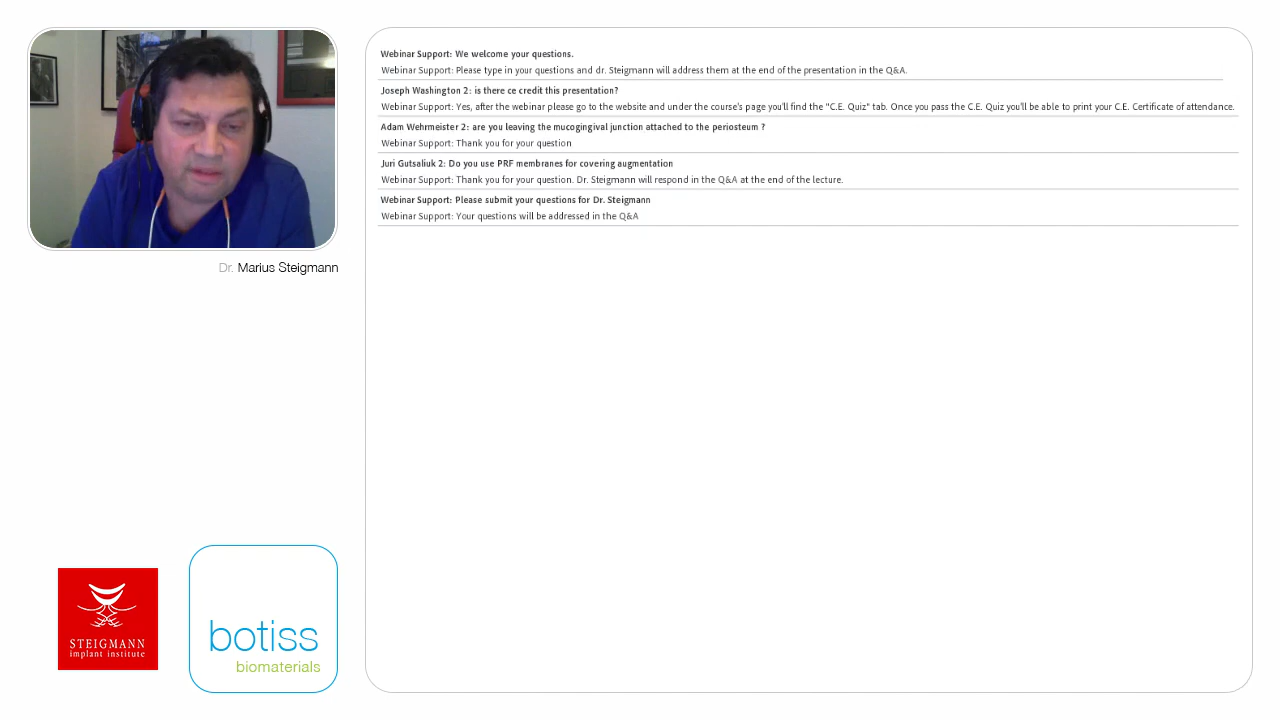 Webinar Support: We welcome your questions.
Webinar Support: Please type in your questions and dr. Steigmann will address them at the end of the presentation in the Q&A.
Joseph Washington 2: is there ce credit this presentation?
Webinar Support: Yes, after the webinar please go to the website and under the course's page you'll find the "C.E. Quiz" tab. Once you pass the C.E. Quiz you'll be able to print your C.E. Certificate of attendance.
Adam Wehrmeister 2: are you leaving the mucogingival junction attached to the periosteum ?
Webinar Support: Thank you for your question
Juri Gutsaliuk 2: Do you use PRF membranes for covering augmentation
Webinar Support: Thank you for your question. Dr. Steigmann will respond in the Q&A at the end of the lecture.
Webinar Support: Please submit your questions for Dr. Steigmann
Webinar Support: Your questions will be addressed in the Q&A
Dr. Marius Steigmann
STEIGMANN
implant institute
botiss
biomaterials